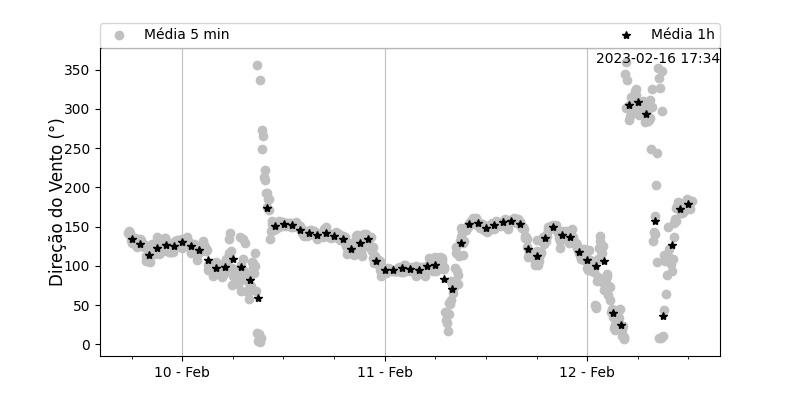 Média 5 min
Média 1h
2023-02-16 17:34
Direção do Vento (°)
350
300
250
200
150
100
50
0
10 - Feb
11 - Feb
12 - Feb